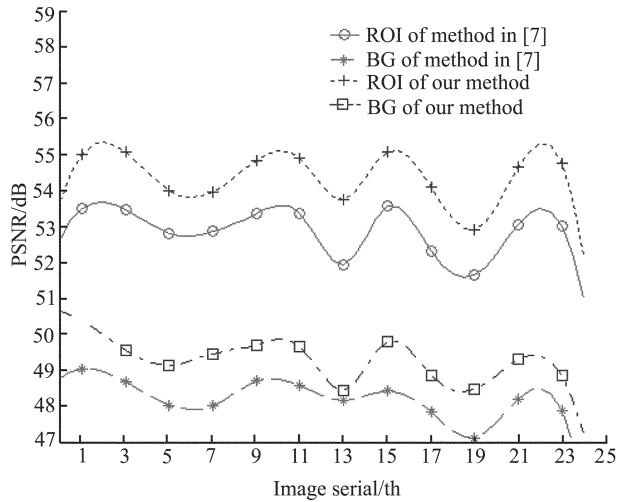 59
58
57
56
55
54
53
52
51
50
49
48
47
PSNR/dB
ROI of method in [7]
BG of method in [7]
ROI of our method
BG of our method
1 3 5 7 9 11 13 15 17 19 21 23 25
Image serial/th